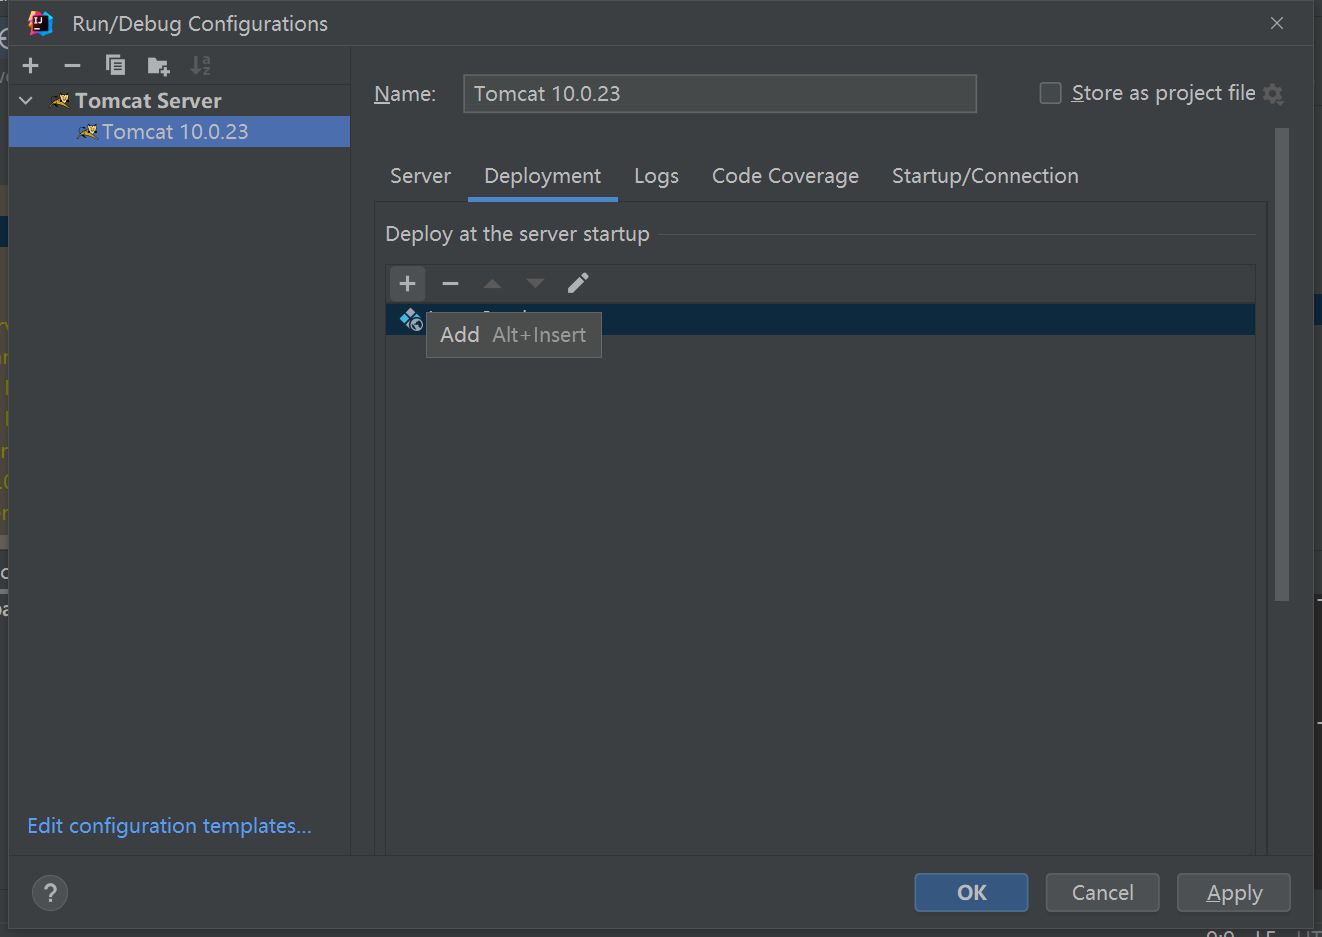 Run/Debug Configurations
Tomcat Server
Tomcat 10.0.23
Edit configuration templates...
Name:
Tomcat 10.0.23
Store as project file
Server
Deployment
Logs
Code Coverage
Startup/Connection
Deploy at the server startup
Add Alt+Insert
?
OK
Cancel
Apply